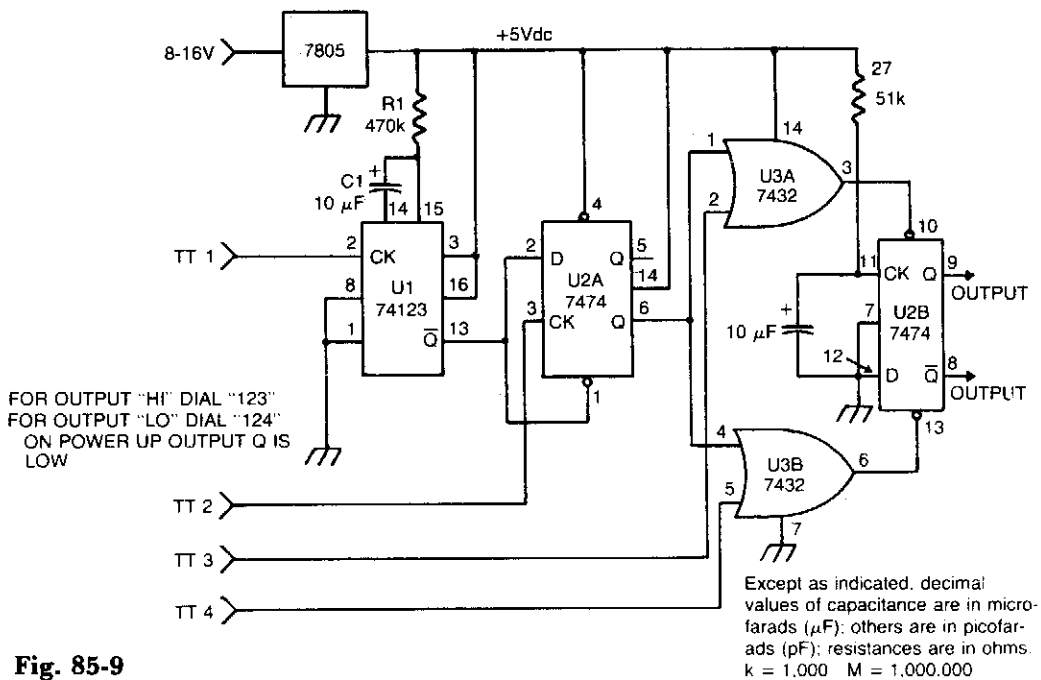 8-16V
7805
+5Vdc
R1
470k
27
51k
C1
+
10 μF
14
15
TT 1
2
CK
3
8
U1
74123
16
1
Q̅
13
4
2
D
Q
5
14
U2A
7474
3
CK
Q
6
1
1
14
U3A
7432
3
2
10
11
CK
Q
9
OUTPUT
+
10 μF
7
U2B
7474
12
D
Q̅
8
OUTPUT
13
4
U3B
7432
6
5
7
FOR OUTPUT "HI" DIAL "123"
FOR OUTPUT "LO" DIAL "124"
ON POWER UP OUTPUT Q IS
LOW
TT 2
TT 3
TT 4
Except as indicated, decimal
values of capacitance are in micro-
farads (μF); others are in picofar-
ads (pF); resistances are in ohms.
k = 1,000 M = 1,000.000
Fig. 85-9